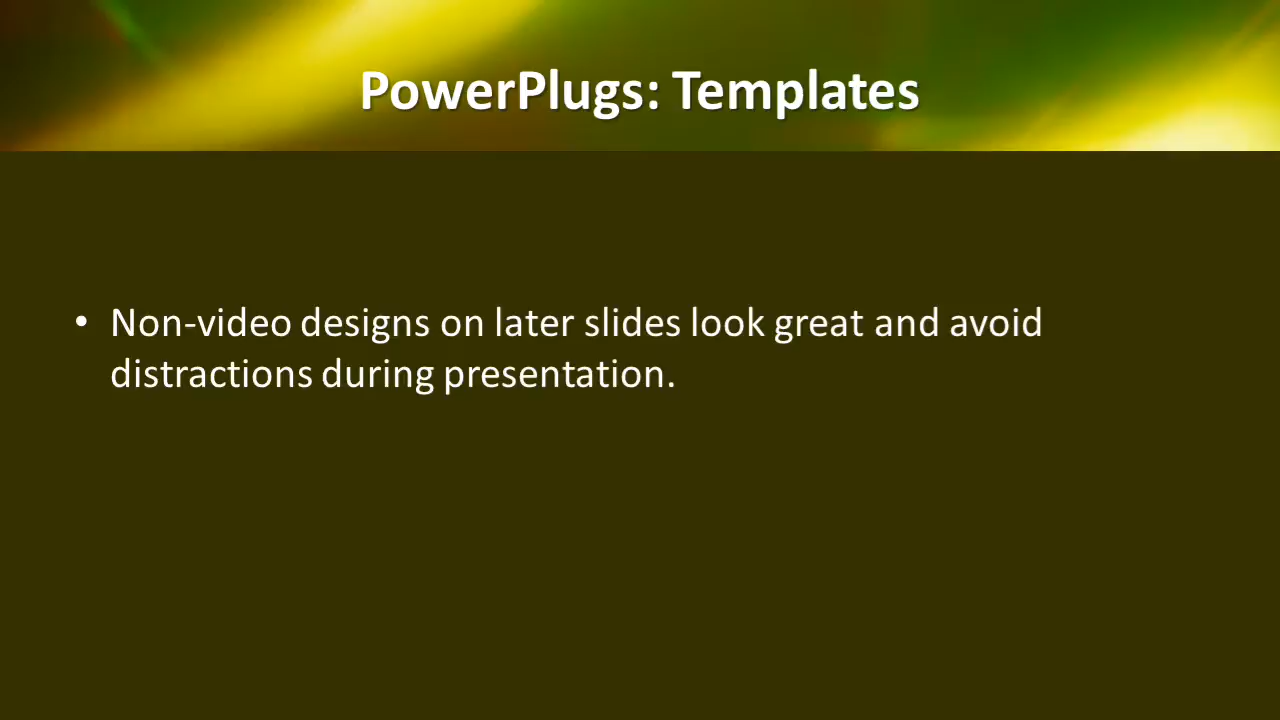 PowerPlugs: Templates
• Non-video designs on later slides look great and avoid
distractions during presentation.